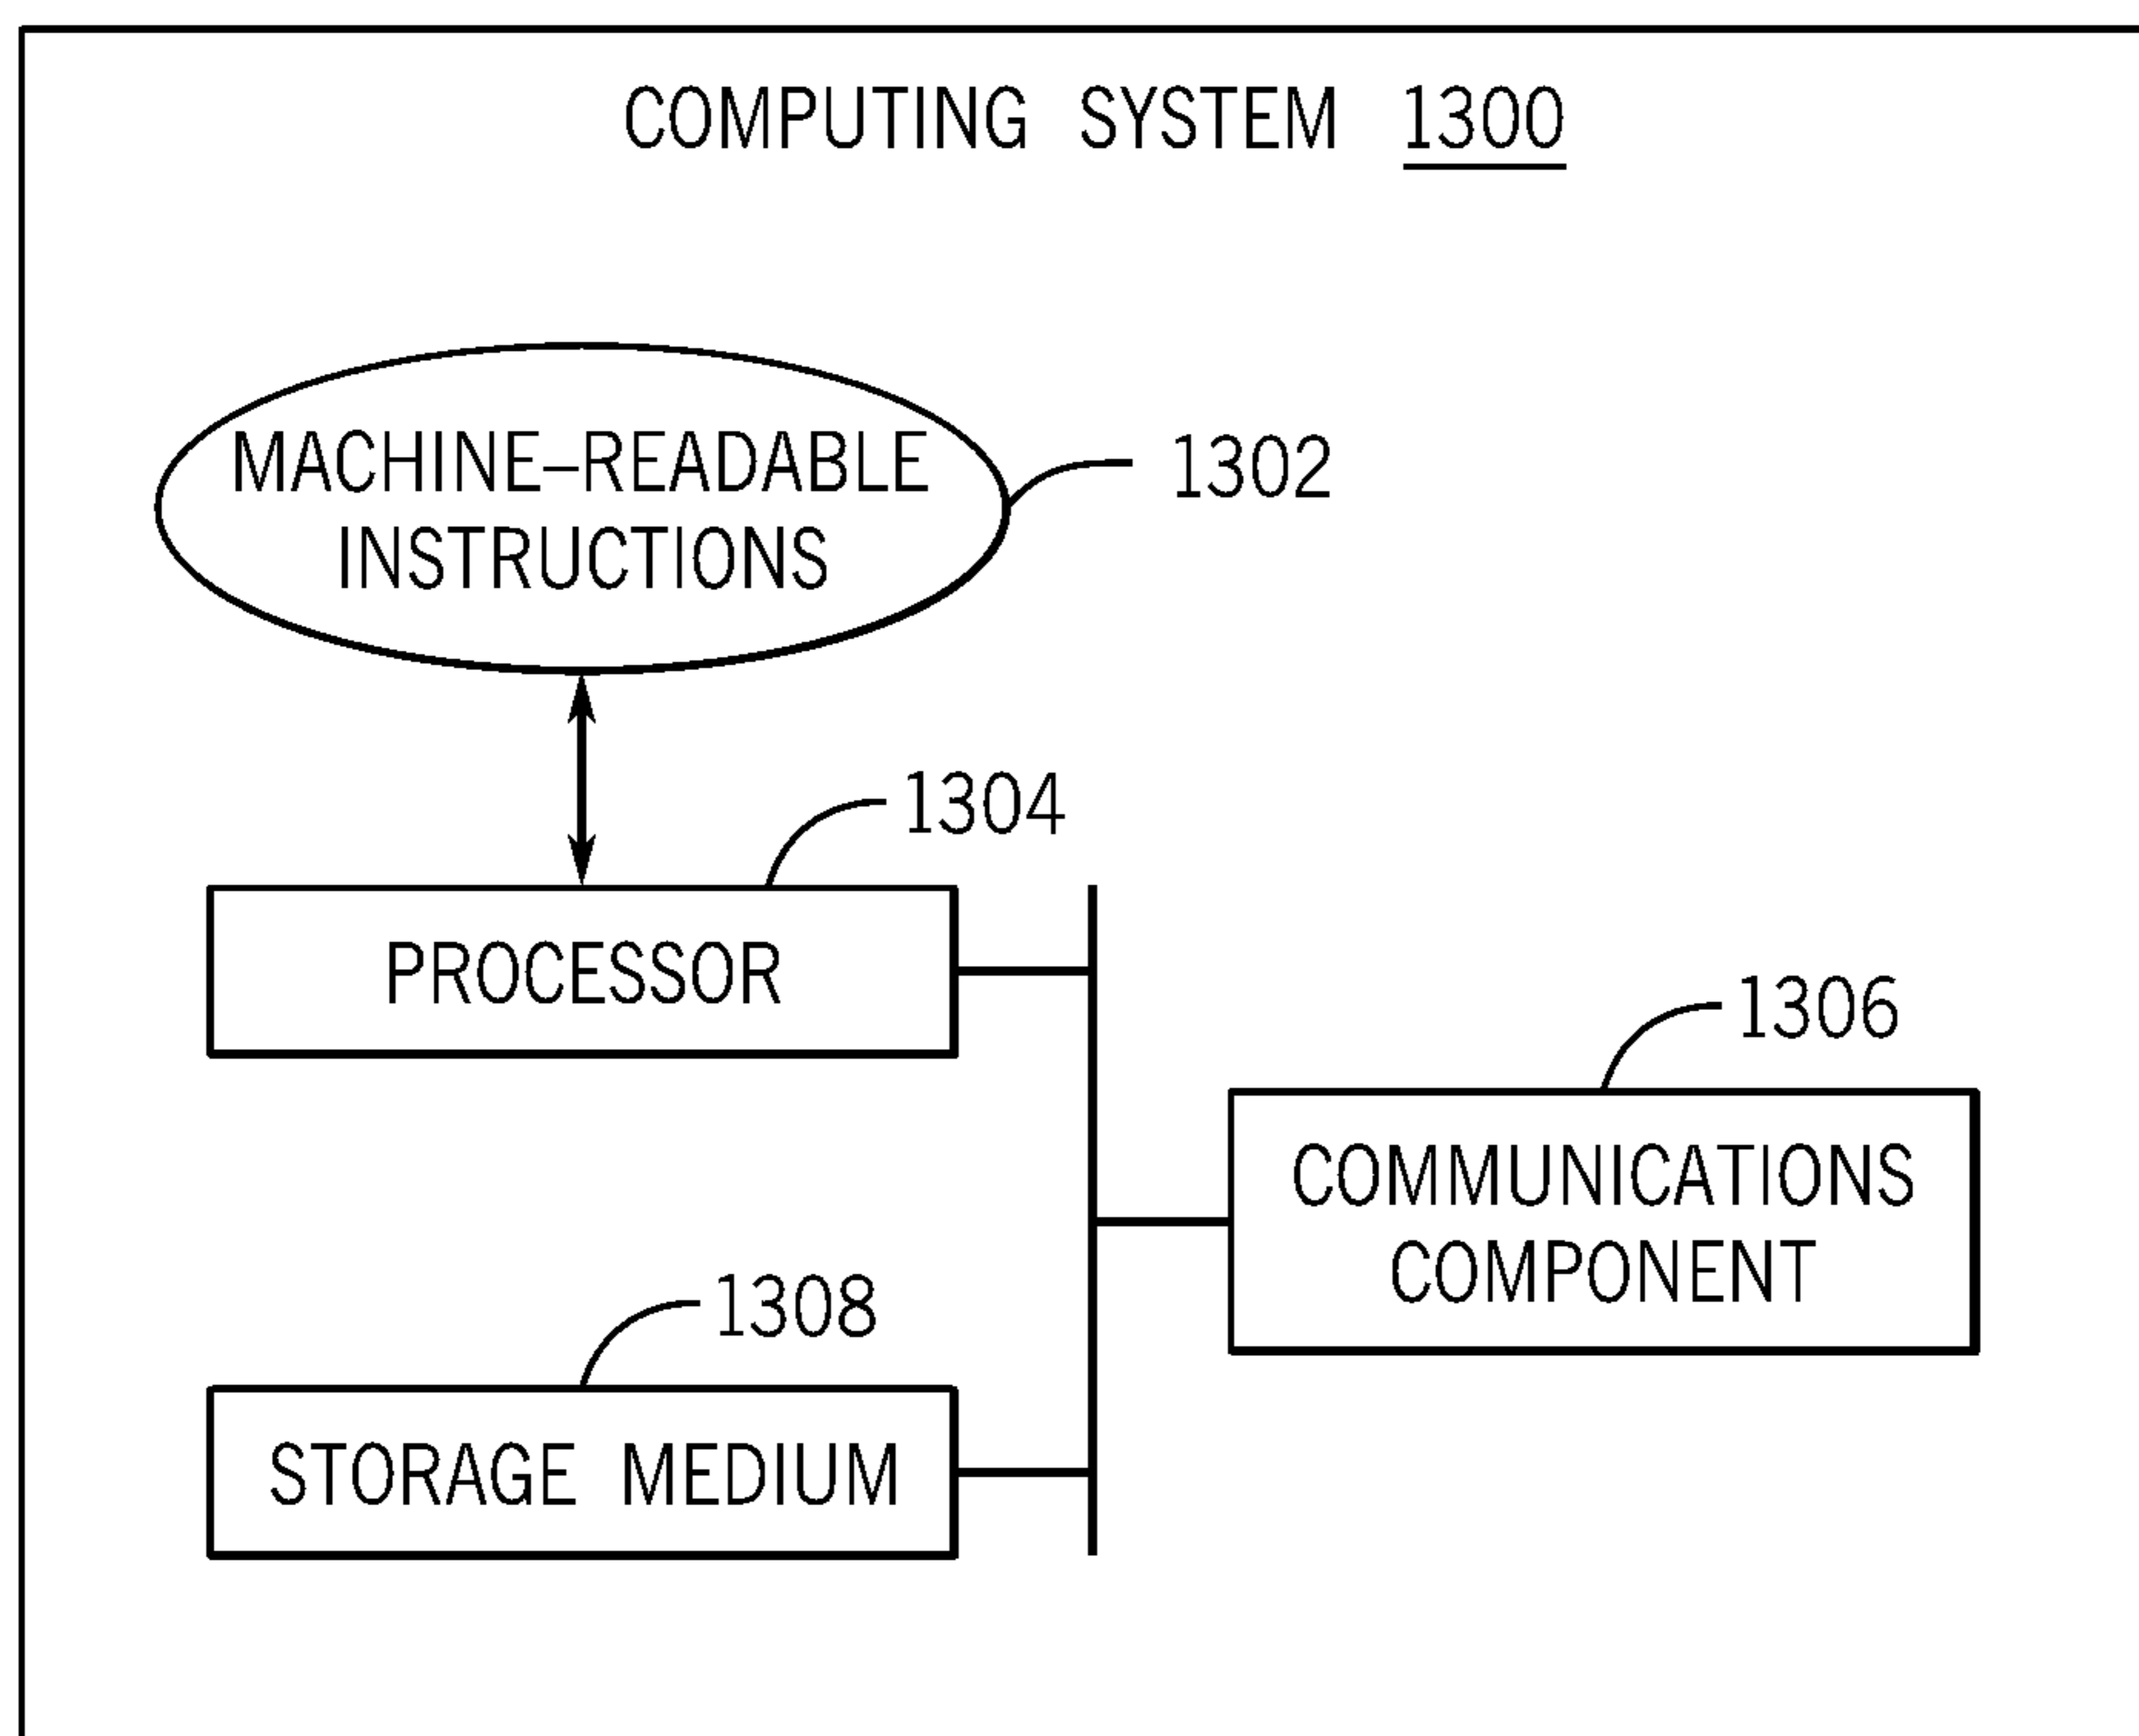 COMPUTING SYSTEM 1300
MACHINE–READABLE
INSTRUCTIONS
1302
1304
PROCESSOR
1306
COMMUNICATIONS
COMPONENT
1308
STORAGE MEDIUM